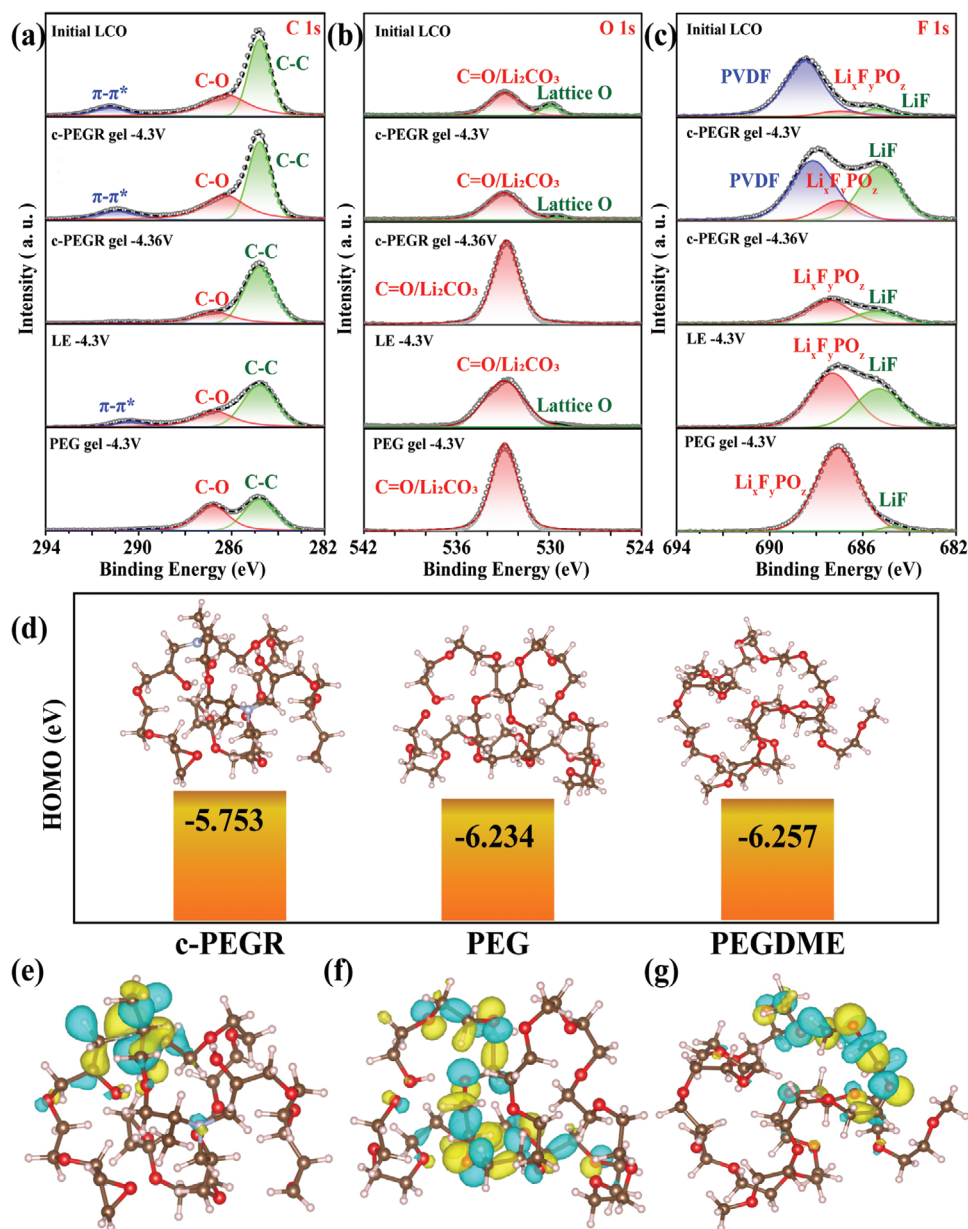 (a)
C 1s
Initial LCO
C-C
C-O
π-π*
c-PEGR gel -4.3V
C-C
C-O
π-π*
c-PEGR gel -4.36V
C-C
C-O
LE -4.3V
C-C
C-O
π-π*
PEG gel -4.3V
C-O
C-C
Intensity ( a. u. )
294 290 286 282
Binding Energy (eV)
(b)
O 1s
Initial LCO
C=O/Li₂CO₃
Lattice O
c-PEGR gel -4.3V
C=O/Li₂CO₃
Lattice O
c-PEGR gel -4.36V
C=O/Li₂CO₃
LE -4.3V
C=O/Li₂CO₃
Lattice O
PEG gel -4.3V
C=O/Li₂CO₃
Intensity ( a. u. )
542 536 530 524
Binding Energy (eV)
(c)
F 1s
Initial LCO
PVDF
LiₓFᵧPO_z
LiF
c-PEGR gel -4.3V
LiF
PVDF
LiₓFᵧPO_z
c-PEGR gel -4.36V
LiₓFᵧPO_z
LiF
LE -4.3V
LiₓFᵧPO_z
LiF
PEG gel -4.3V
LiₓFᵧPO_z
LiF
Intensity ( a. u. )
694 690 686 682
Binding Energy (eV)
(d)
HOMO (eV)
-5.753
-6.234
-6.257
c-PEGR
PEG
PEGDME
(e)
(f)
(g)